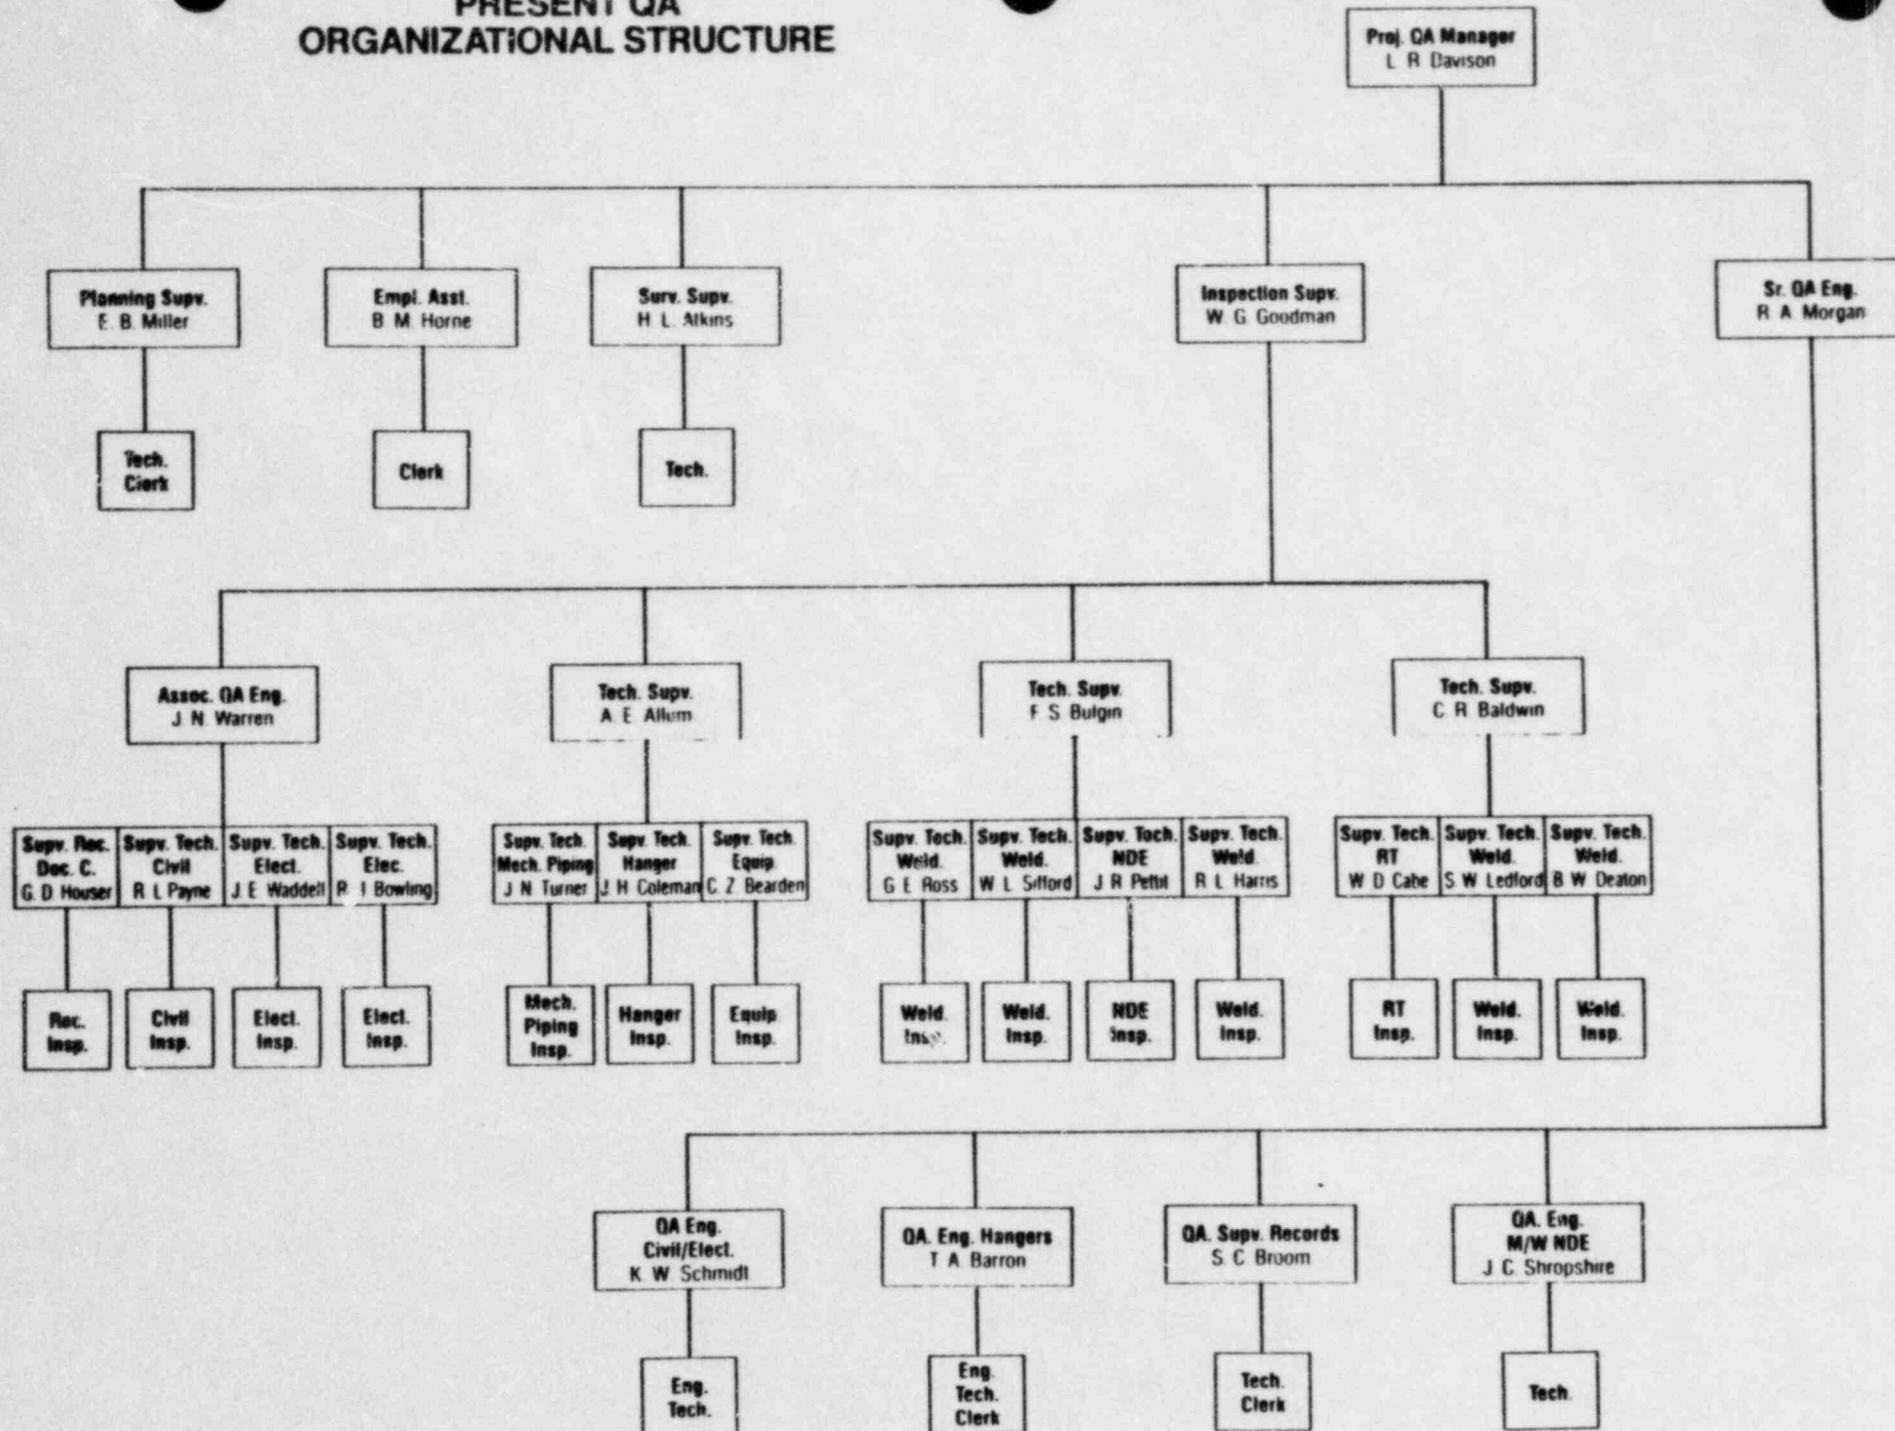 PRESENT QA
ORGANIZATIONAL STRUCTURE
Proj. QA Manager
L. R. Davison
Planning Supv.
E. B. Miller
Empl. Asst.
B. M. Horne
Surv. Supv.
H. L. Atkins
Inspection Supv.
W. G. Goodman
Sr. QA Eng.
R. A. Morgan
Tech.
Clerk
Clerk
Tech.
Assoc. QA Eng.
J. N. Warren
Tech. Supv.
A. E. Allum
Tech. Supv.
F. S. Bulgin
Tech. Supv.
C. R. Baldwin
Supv. Rec.
Doc. C.
G. D. Houser
Supv. Tech.
Civil
R. L. Payne
Supv. Tech.
Elect.
J. E. Waddell
Supv. Tech.
Elec.
R. J. Bowling
Supv. Tech.
Mech. Piping
J. N. Turner
Supv. Tech.
Hanger
J. H. Coleman
Supv. Tech.
Equip.
C. Z. Bearden
Supv. Tech.
Weld.
G. E. Ross
Supv. Tech.
Weld.
W. L. Sifford
Supv. Tech.
NDE
J. R. Pettit
Supv. Tech.
Weld.
R. L. Harris
Supv. Tech.
RT
W. D. Cabe
Supv. Tech.
Weld.
S. W. Ledford
Supv. Tech.
Weld.
B. W. Deaton
Rec.
Insp.
Civil
Insp.
Elect.
Insp.
Elect.
Insp.
Mech.
Piping
Insp.
Hanger
Insp.
Equip.
Insp.
Weld.
Insp.
Weld.
Insp.
NDE
Insp.
Weld.
Insp.
RT
Insp.
Weld.
Insp.
Weld.
Insp.
QA Eng.
Civil/Elect.
K. W. Schmidt
QA. Eng. Hangers
T. A. Barron
QA. Supv. Records
S. C. Broom
QA. Eng.
M/W NDE
J. C. Shropshire
Eng.
Tech.
Eng.
Tech.
Clerk
Tech.
Clerk
Tech.